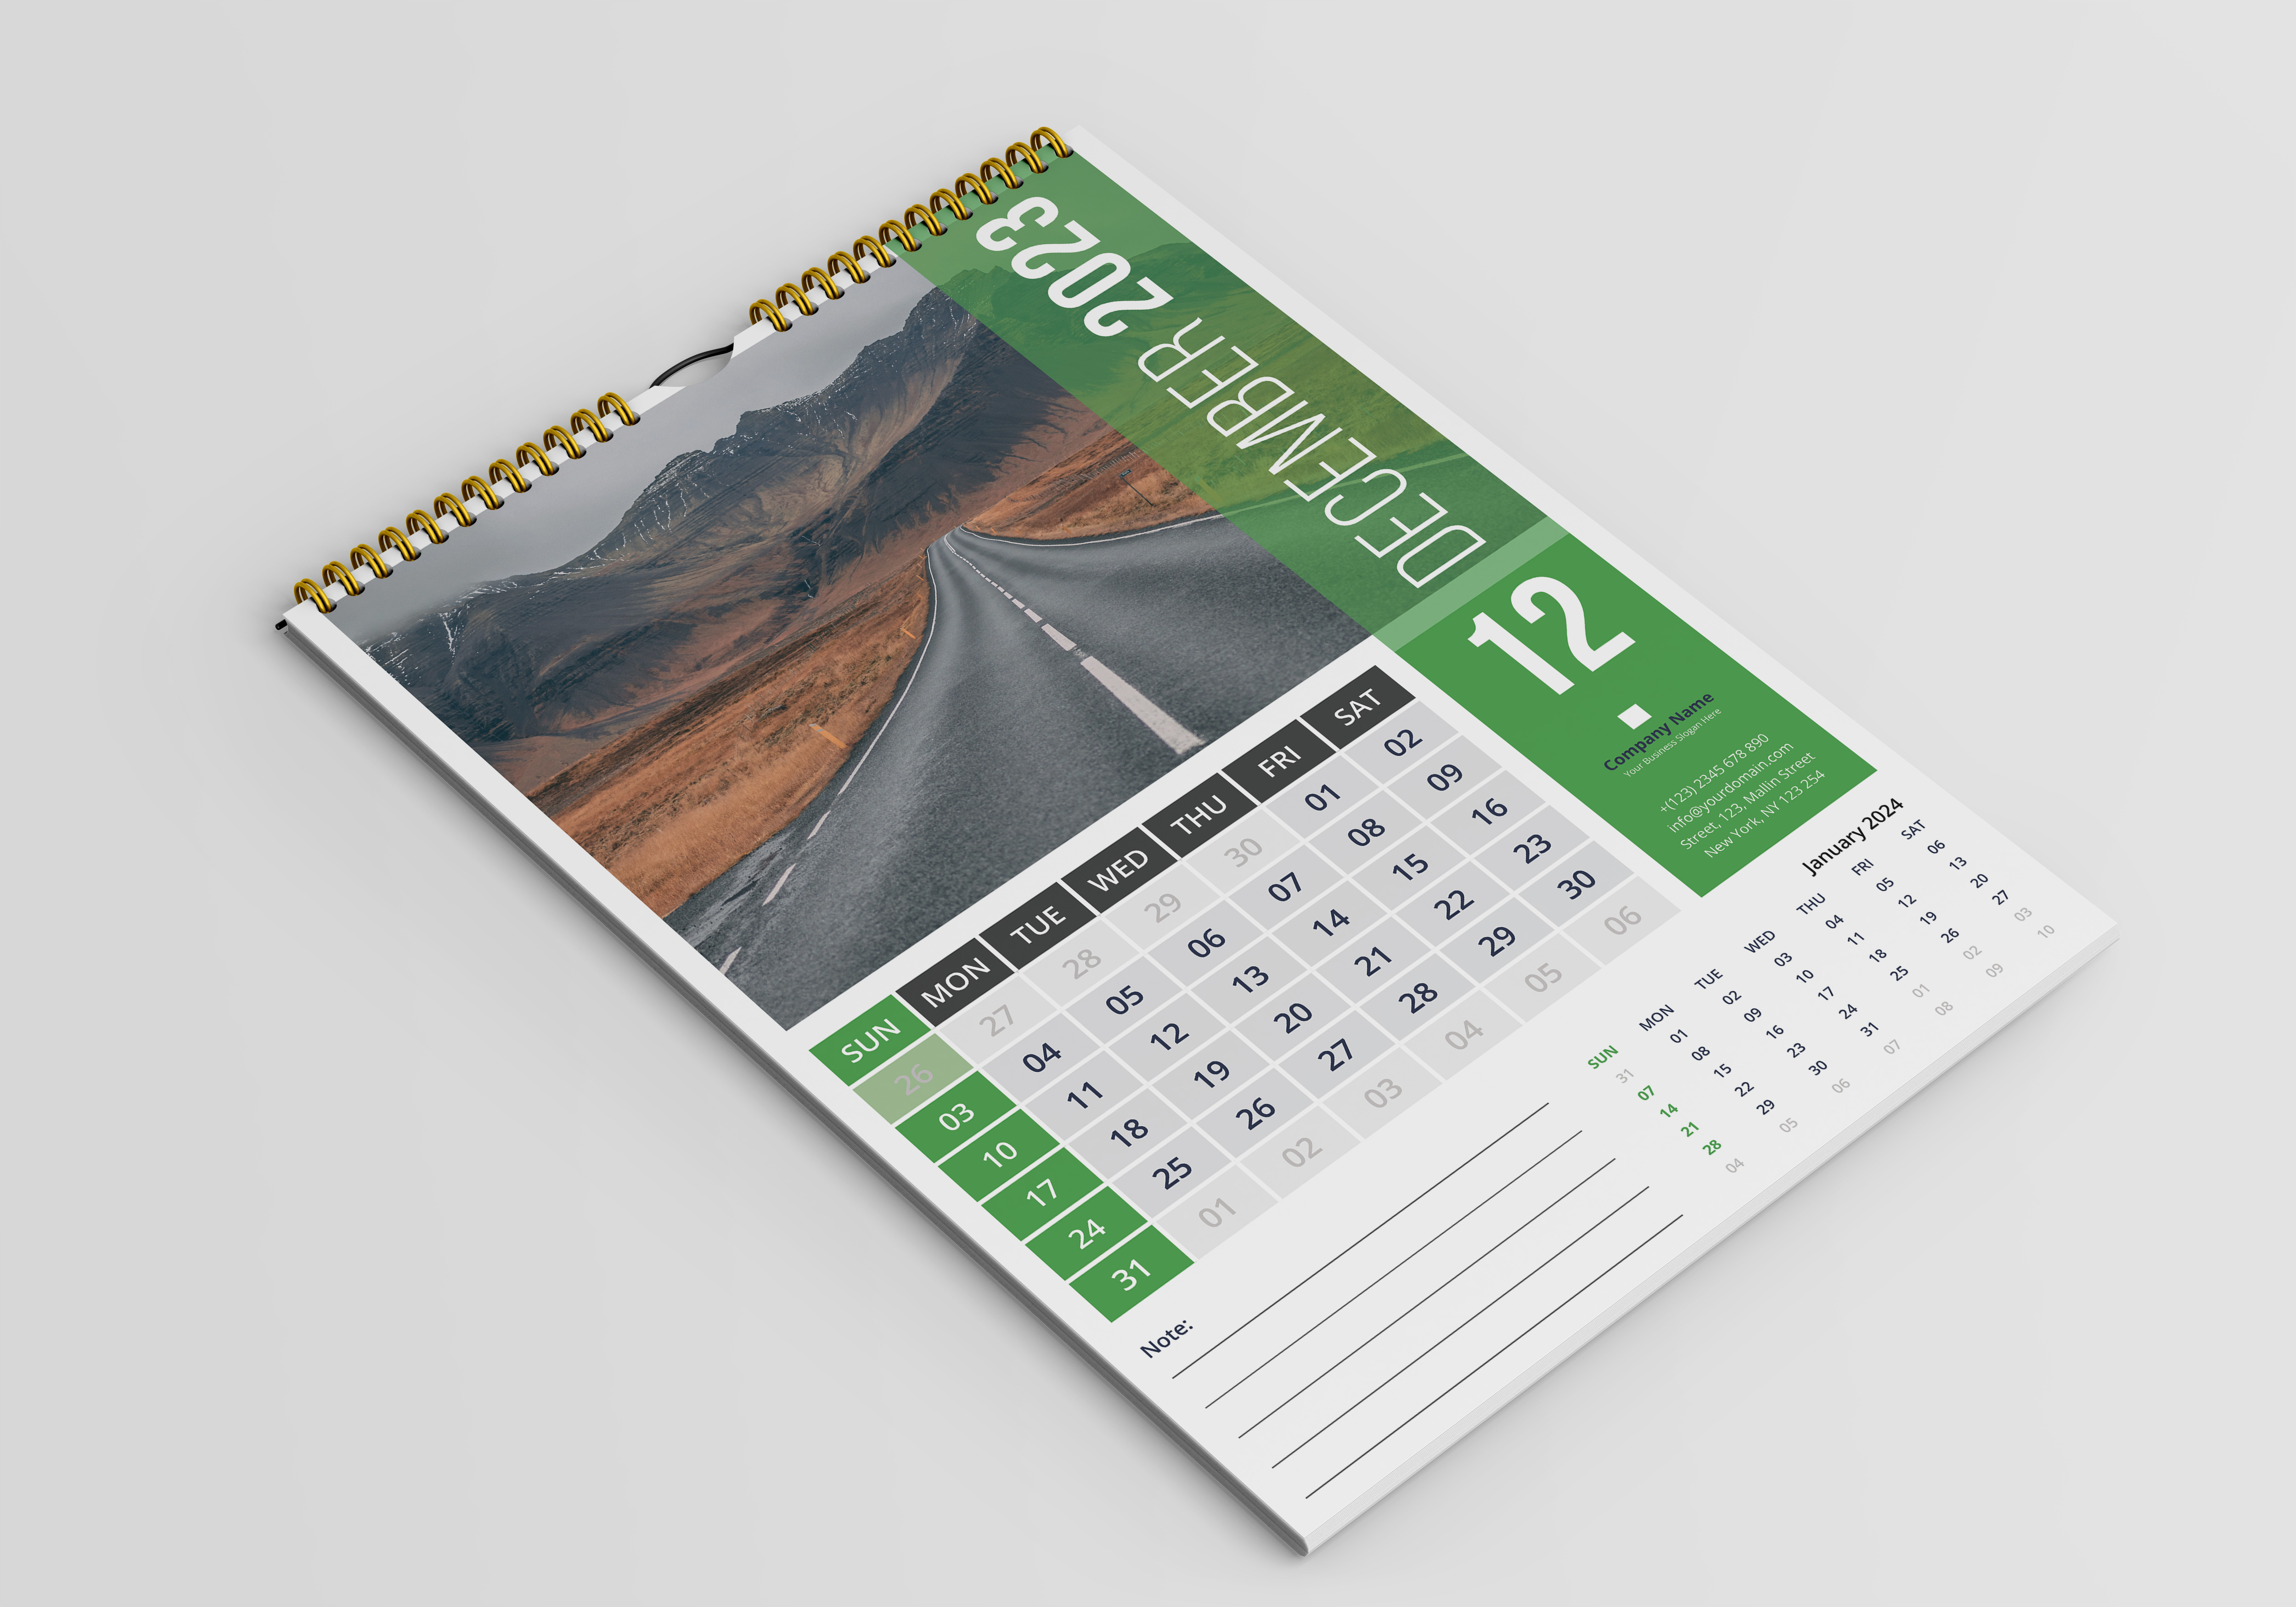 DECEMBER 2023
12.
Company Name
Your Business Slogan Here
+(123) 2345 678 890
info@yourdomain.com
Street, 123, Mallin Street
New York, NY 123 254
SUN MON TUE WED THU FRI SAT
26 27 28 29 30 01 02
03 04 05 06 07 08 09
10 11 12 13 14 15 16
17 18 19 20 21 22 23
24 25 26 27 28 29 30
31 01 02 03 04 05 06
Note:
January 2024
SUN MON TUE WED THU FRI SAT
31 01 02 03 04 05 06
07 08 09 10 11 12 13
14 15 16 17 18 19 20
21 22 23 24 25 26 27
28 29 30 31 01 02 03
04 05 06 07 08 09 10